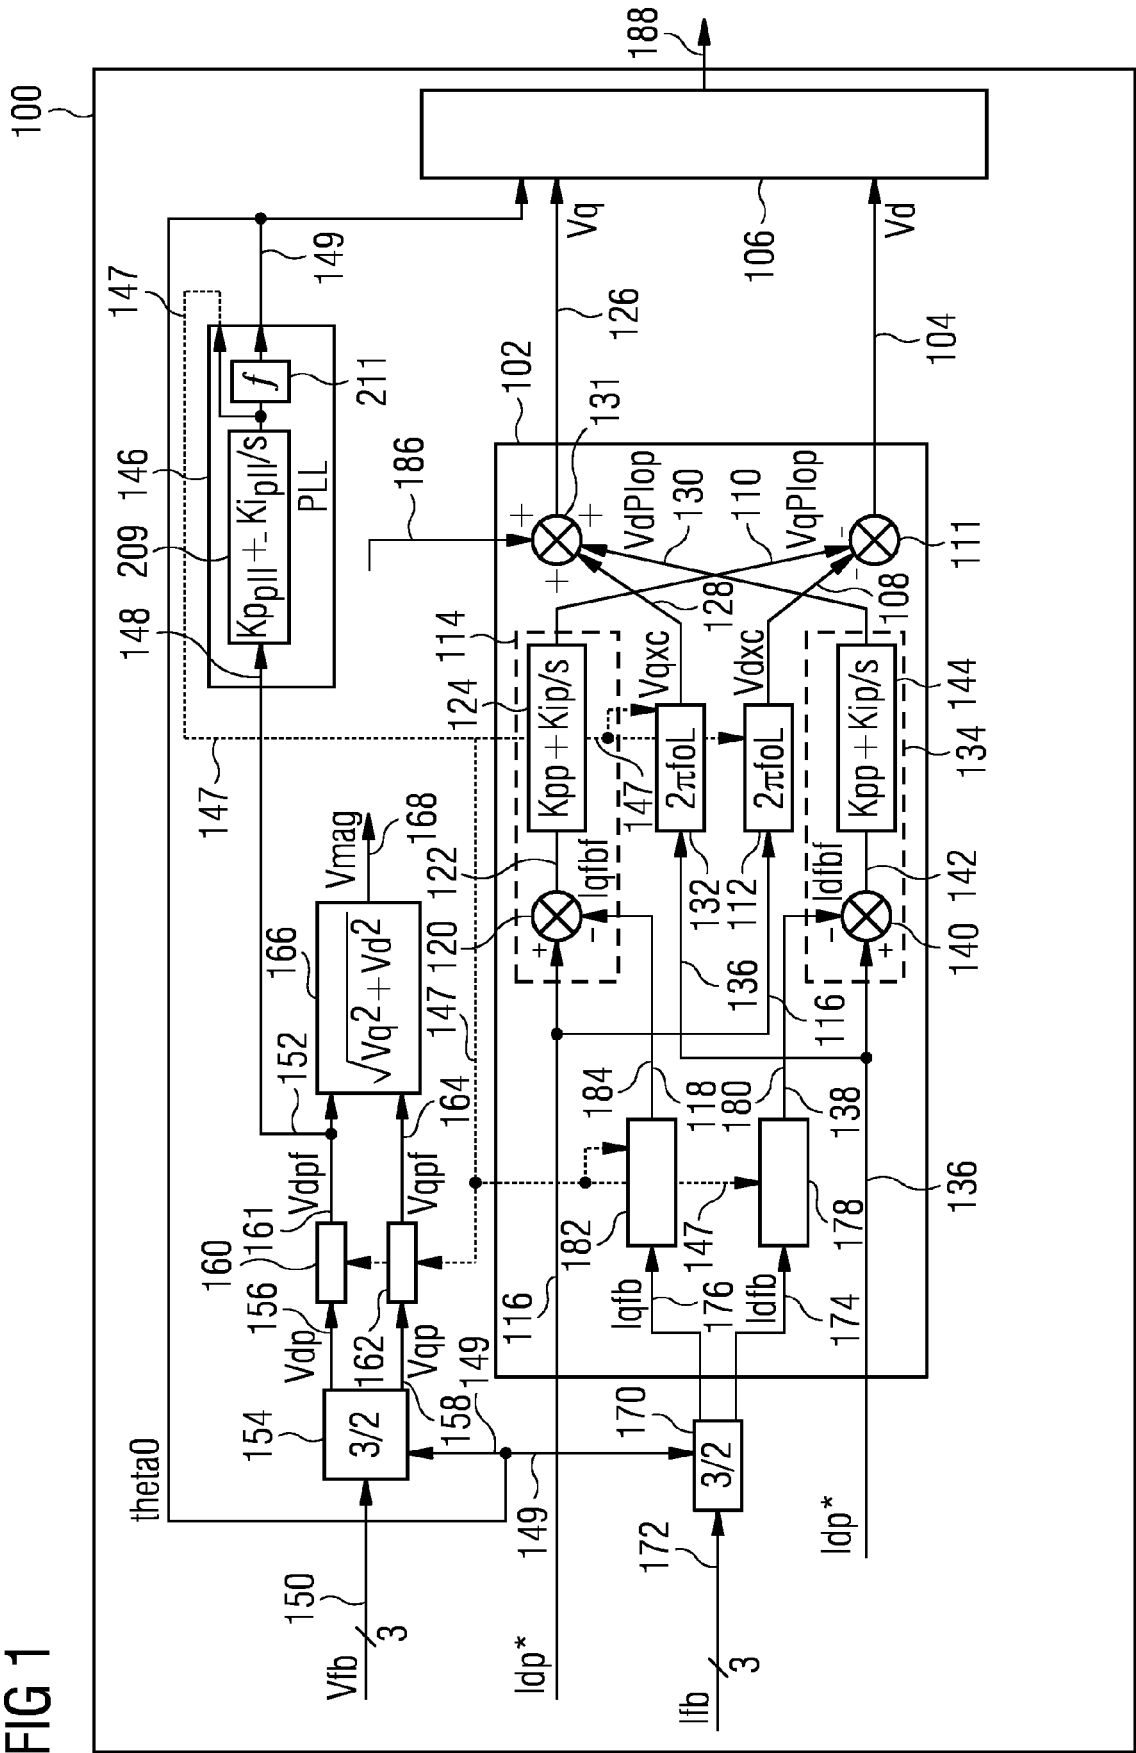 FIG 1
100
188
theta0
147
149
146
209
148
Kppll + Kipll/s
f
211
PLL
147
186
Vmag
168
166
√Vq2 + Vd2
152
Vdpf
161
160
156
Vdp
154
3/2
150
Vfb
3
164
Vqpf
162
Vqp
158
149
149
147
102
131
126
Vq
106
104
Vd
111
VdPIop
130
110
VqPIop
128
108
+
+
+
-
-
114
124
Kpp + Kip/s
122
120
Iqfbf
+
-
147
Vqxc
2πfoL
132
Vdxc
2πfoL
112
136
116
Idfbf
Kpp + Kip/s
144
134
142
140
-
+
184
118
180
138
182
147
178
Iqfb
176
Idfb
174
116
136
170
3/2
172
Ifb
3
Idp*
Idp*